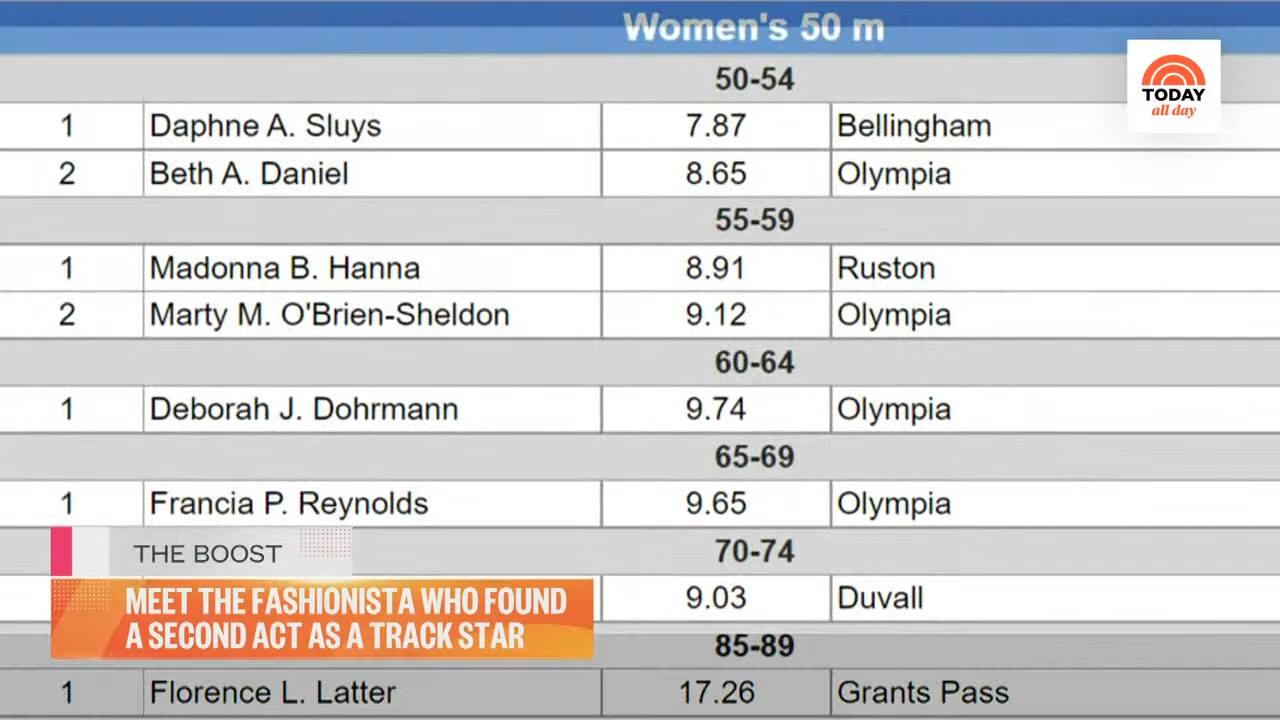 Women's 50 m
TODAY
all day
50-54
1 Daphne A. Sluys 7.87 Bellingham
2 Beth A. Daniel 8.65 Olympia
55-59
1 Madonna B. Hanna 8.91 Ruston
2 Marty M. O'Brien-Sheldon 9.12 Olympia
60-64
1 Deborah J. Dohrmann 9.74 Olympia
65-69
1 Francia P. Reynolds 9.65 Olympia
70-74
9.03 Duvall
85-89
1 Florence L. Latter 17.26 Grants Pass
THE BOOST
MEET THE FASHIONISTA WHO FOUND
A SECOND ACT AS A TRACK STAR